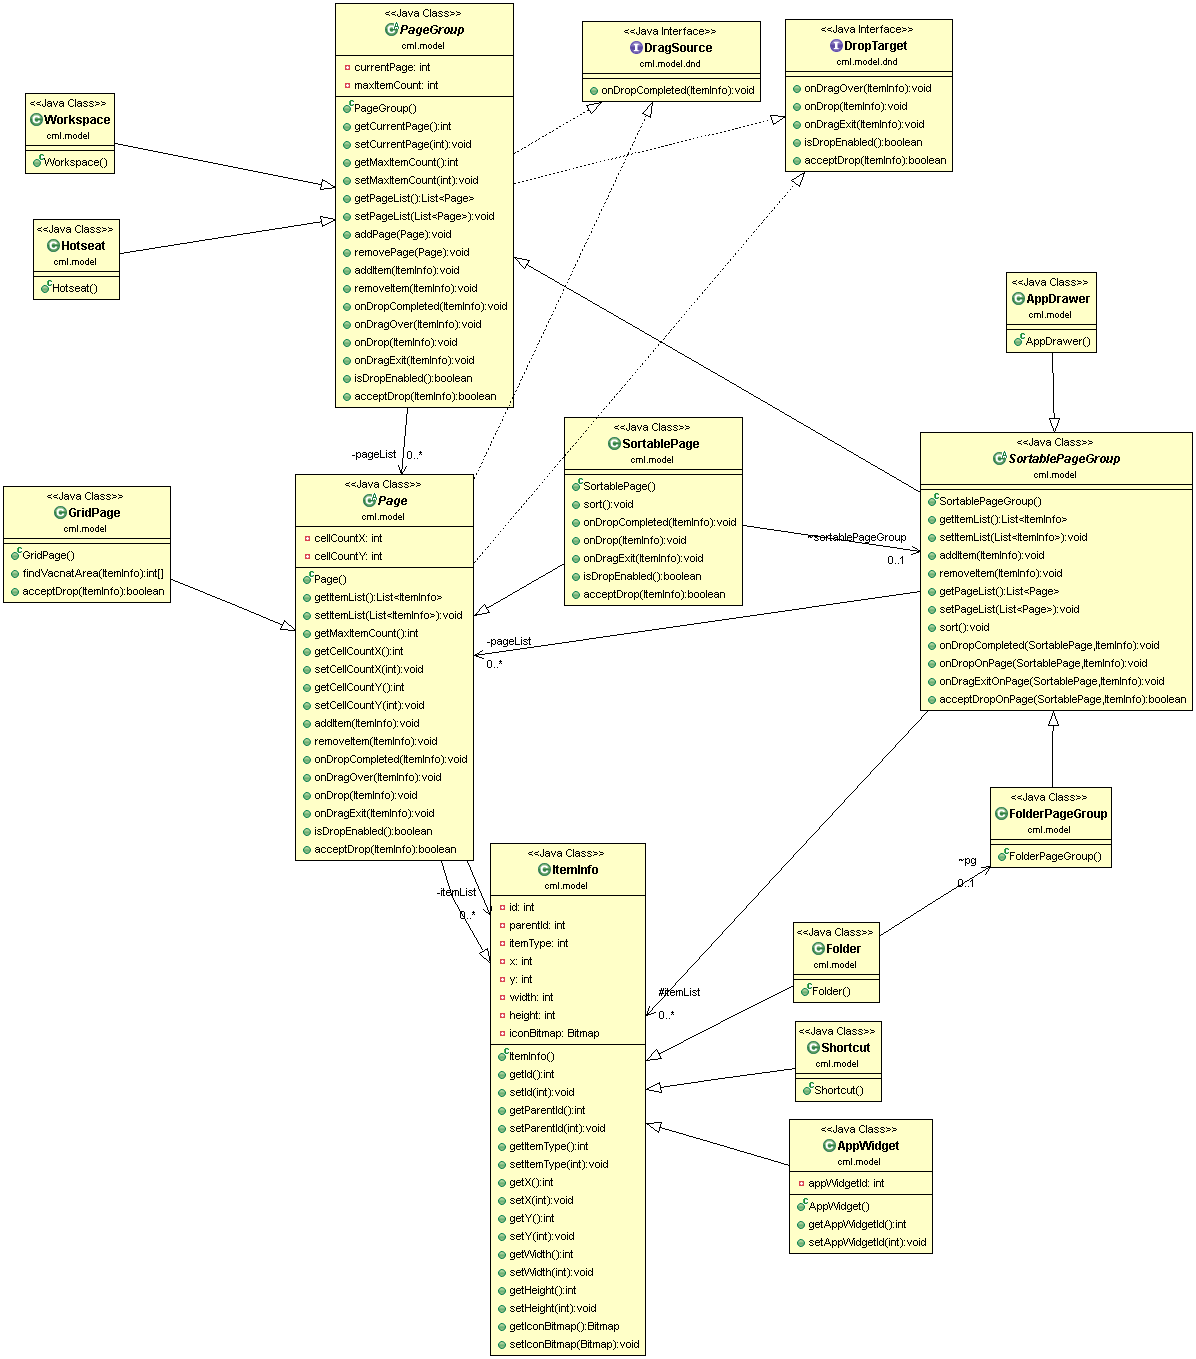 <<Java Class>>
PageGroup
cml.model
currentPage: int
maxItemCount: int
PageGroup()
getCurrentPage():int
setCurrentPage(int):void
getMaxItemCount():int
setMaxItemCount(int):void
getPageList():List<Page>
setPageList(List<Page>):void
addPage(Page):void
removePage(Page):void
addItem(ItemInfo):void
removeItem(ItemInfo):void
onDropCompleted(ItemInfo):void
onDragOver(ItemInfo):void
onDrop(ItemInfo):void
onDragExit(ItemInfo):void
isDropEnabled():boolean
acceptDrop(ItemInfo):boolean
<<Java Interface>>
DragSource
cml.model.dnd
onDropCompleted(ItemInfo):void
<<Java Interface>>
DropTarget
cml.model.dnd
onDragOver(ItemInfo):void
onDrop(ItemInfo):void
onDragExit(ItemInfo):void
isDropEnabled():boolean
acceptDrop(ItemInfo):boolean
<<Java Class>>
Workspace
cml.model
Workspace()
<<Java Class>>
Hotseat
cml.model
Hotseat()
<<Java Class>>
AppDrawer
cml.model
AppDrawer()
-pageList
0..*
<<Java Class>>
SortablePage
cml.model
SortablePage()
sort():void
onDropCompleted(ItemInfo):void
onDrop(ItemInfo):void
onDragExit(ItemInfo):void
isDropEnabled():boolean
acceptDrop(ItemInfo):boolean
~sortablePageGroup
0..1
<<Java Class>>
SortablePageGroup
cml.model
SortablePageGroup()
getItemList():List<ItemInfo>
setItemList(List<ItemInfo>):void
addItem(ItemInfo):void
removeItem(ItemInfo):void
getPageList():List<Page>
setPageList(List<Page>):void
sort():void
onDropCompleted(SortablePage,ItemInfo):void
onDropOnPage(SortablePage,ItemInfo):void
onDragExitOnPage(SortablePage,ItemInfo):void
acceptDropOnPage(SortablePage,ItemInfo):boolean
<<Java Class>>
GridPage
cml.model
GridPage()
findVacnatArea(ItemInfo):int[]
acceptDrop(ItemInfo):boolean
<<Java Class>>
Page
cml.model
cellCountX: int
cellCountY: int
Page()
getItemList():List<ItemInfo>
setItemList(List<ItemInfo>):void
getMaxItemCount():int
getCellCountX():int
setCellCountX(int):void
getCellCountY():int
setCellCountY(int):void
addItem(ItemInfo):void
removeItem(ItemInfo):void
onDropCompleted(ItemInfo):void
onDragOver(ItemInfo):void
onDrop(ItemInfo):void
onDragExit(ItemInfo):void
isDropEnabled():boolean
acceptDrop(ItemInfo):boolean
-pageList
0..*
<<Java Class>>
FolderPageGroup
cml.model
FolderPageGroup()
~pg
0..1
-itemList
0..*
<<Java Class>>
ItemInfo
cml.model
id: int
parentId: int
itemType: int
x: int
y: int
width: int
height: int
iconBitmap: Bitmap
ItemInfo()
getId():int
setId(int):void
getParentId():int
setParentId(int):void
getItemType():int
setItemType(int):void
getX():int
setX(int):void
getY():int
setY(int):void
getWidth():int
setWidth(int):void
getHeight():int
setHeight(int):void
getIconBitmap():Bitmap
setIconBitmap(Bitmap):void
#itemList
0..*
<<Java Class>>
Folder
cml.model
Folder()
<<Java Class>>
Shortcut
cml.model
Shortcut()
<<Java Class>>
AppWidget
cml.model
appWidgetId: int
AppWidget()
getAppWidgetId():int
setAppWidgetId(int):void